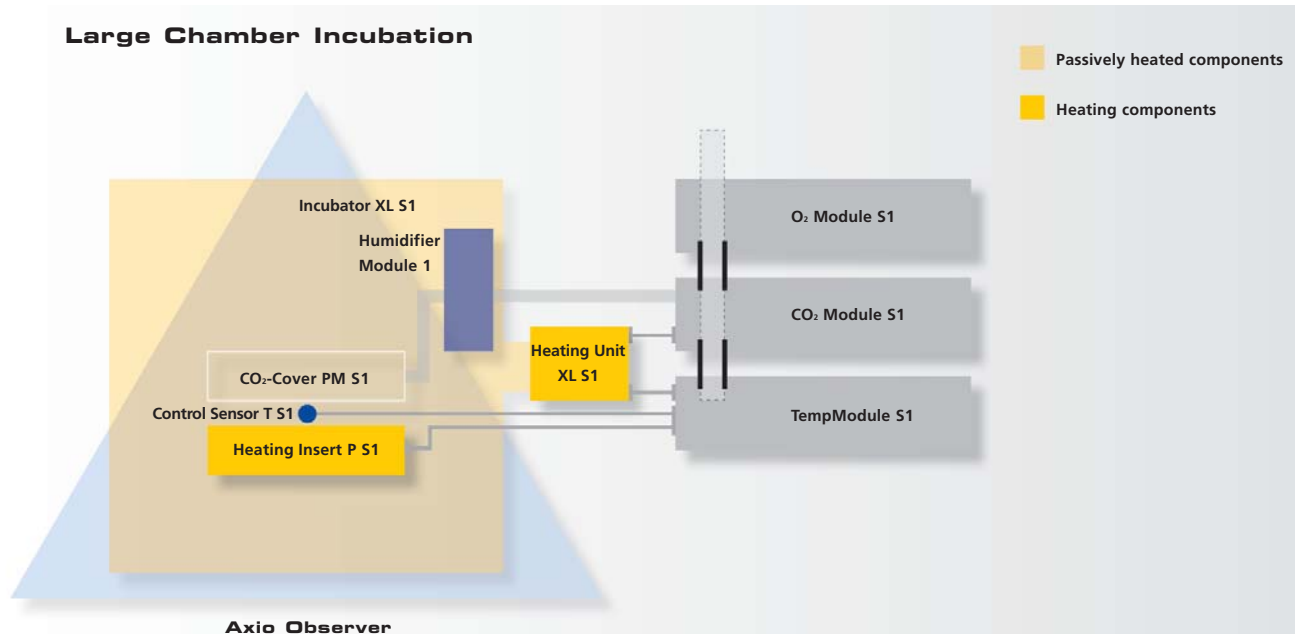 Large Chamber Incubation
Passively heated components
Heating components
Incubator XL S1
Humidifier
Module 1
O₂ Module S1
CO₂ Module S1
Heating Unit
XL S1
CO₂-Cover PM S1
Control Sensor T S1
TempModule S1
Heating Insert P S1
Axio Observer